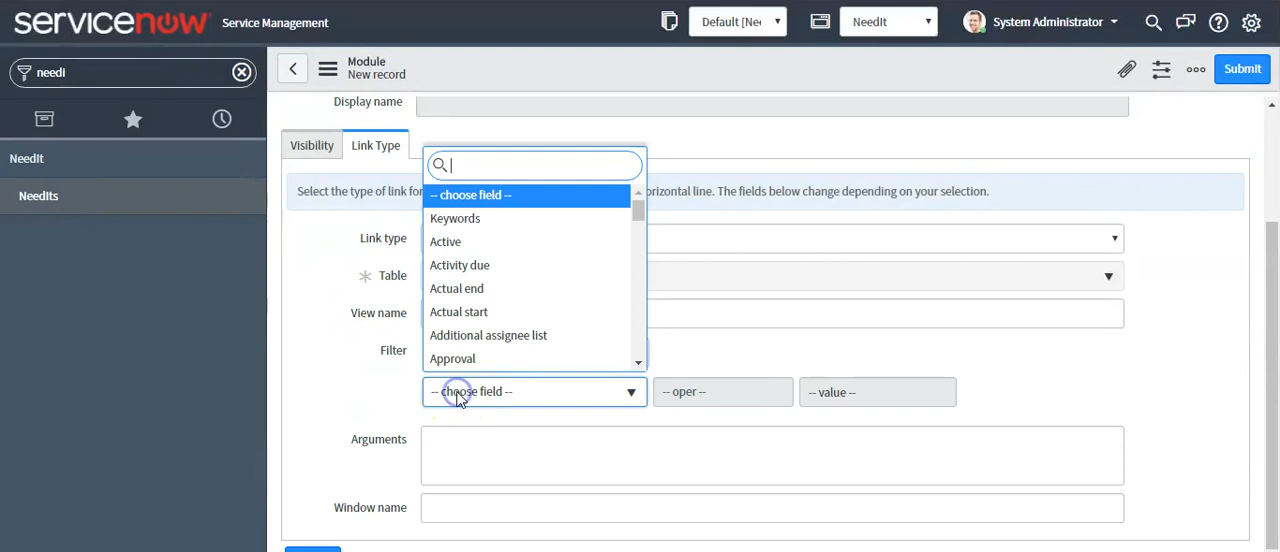 servicenow Service Management
Default [Nee
NeedIt
System Administrator
needi
NeedIt
NeedIts
Module
New record
Submit
Display name
Visibility
Link Type
Select the type of link for
orizontal line. The fields below change depending on your selection.
Link type
Table
View name
Filter
-- choose field --
Keywords
Active
Activity due
Actual end
Actual start
Additional assignee list
Approval
-- choose field --
-- oper --
-- value --
Arguments
Window name